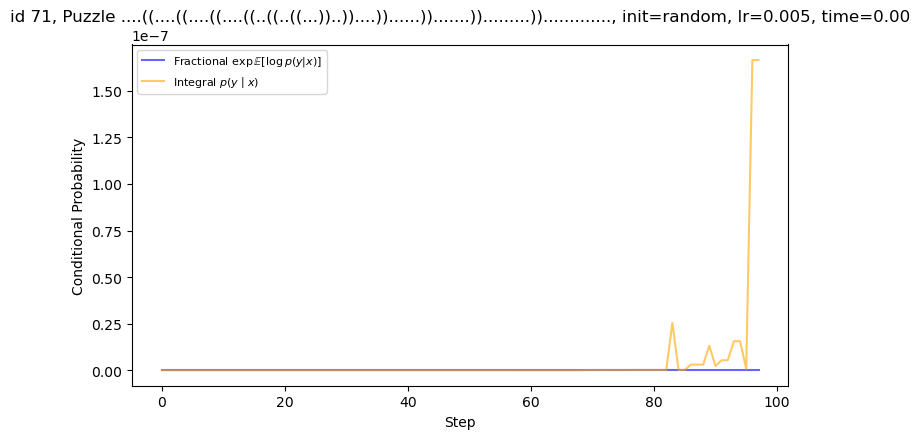 id 71, Puzzle ....((....((....((....((..((..((...))..))....))......)).......)).........))............., init=random, lr=0.005, time=0.00
1e−7
Fractional exp𝔼[log p(y|x)]
Integral p(y | x)
1.50
1.25
1.00
0.75
0.50
0.25
0.00
Conditional Probability
0 20 40 60 80 100
Step